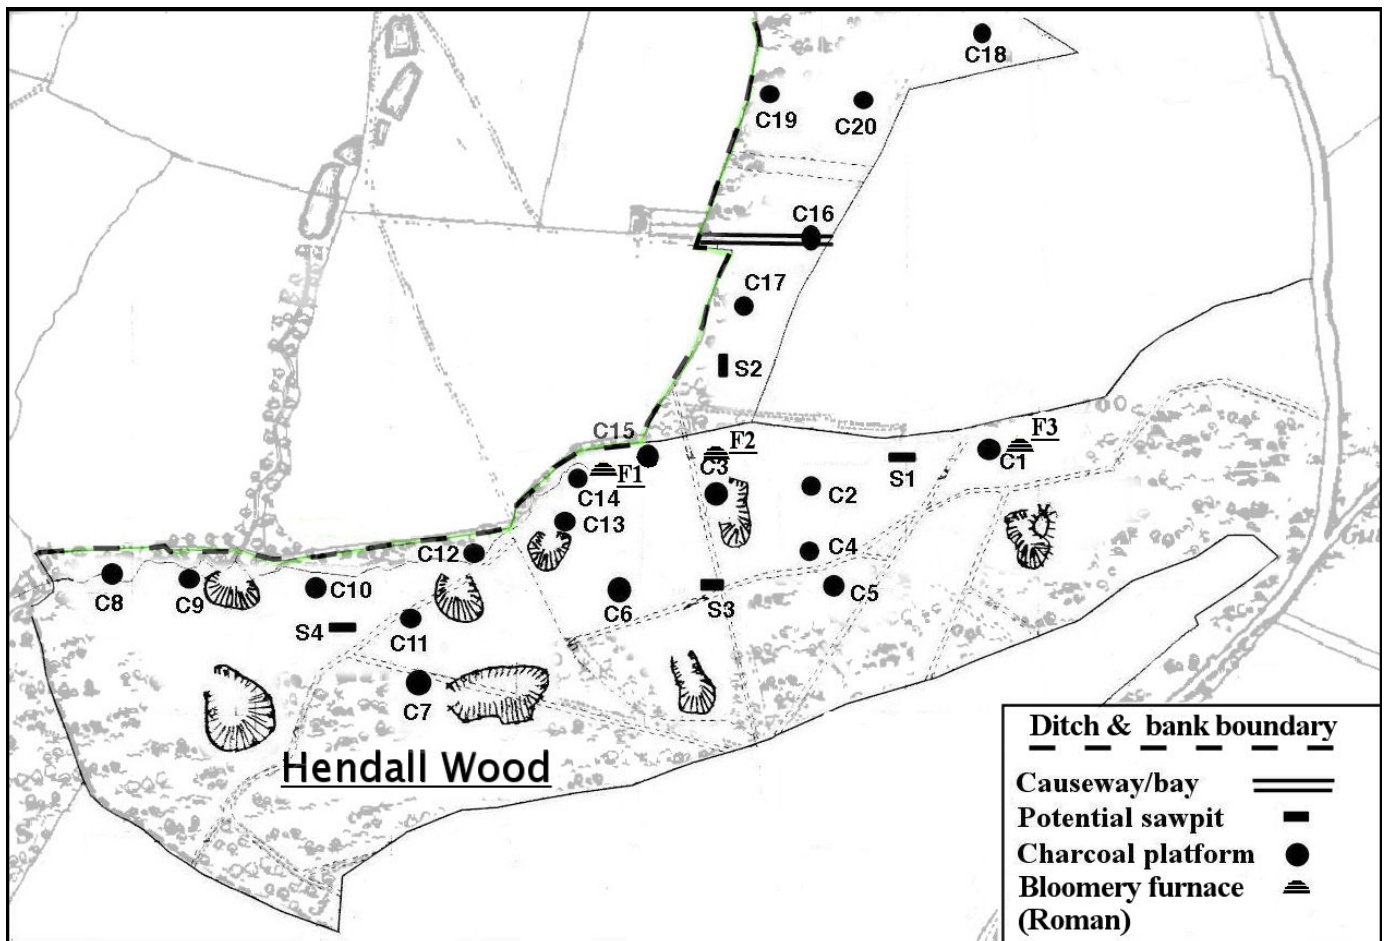 C18
C19
C20
C16
C17
S2
C15
F2
F3
F1
C3
C1
C14
C2
S1
C13
C12
C4
C8
C9
C10
C6
S3
C5
S4
C11
C7
Hendall Wood
Ditch & bank boundary
Causeway/bay
Potential sawpit
Charcoal platform
Bloomery furnace
(Roman)